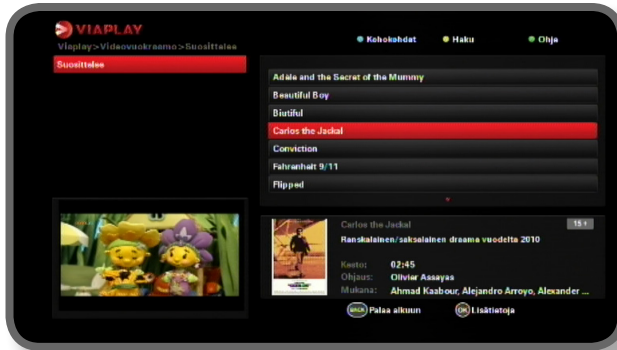 VIAPLAY
Viaplay>Videovuokraamo>Suosittelee
Kohokohdat
Haku
Ohje
Suosittelee
Adèle and the Secret of the Mummy
Beautiful Boy
Biutiful
Carlos the Jackal
Conviction
Fahrenheit 9/11
Flipped
Carlos the Jackal
15+
Ranskalainen/saksalainen draama vuodelta 2010
Kesto: 02:45
Ohjaus: Olivier Assayas
Mukana: Ahmad Kaabour, Alejandro Arroyo, Alexander ...
BACK Palaa alkuun
OK Lisätietoja